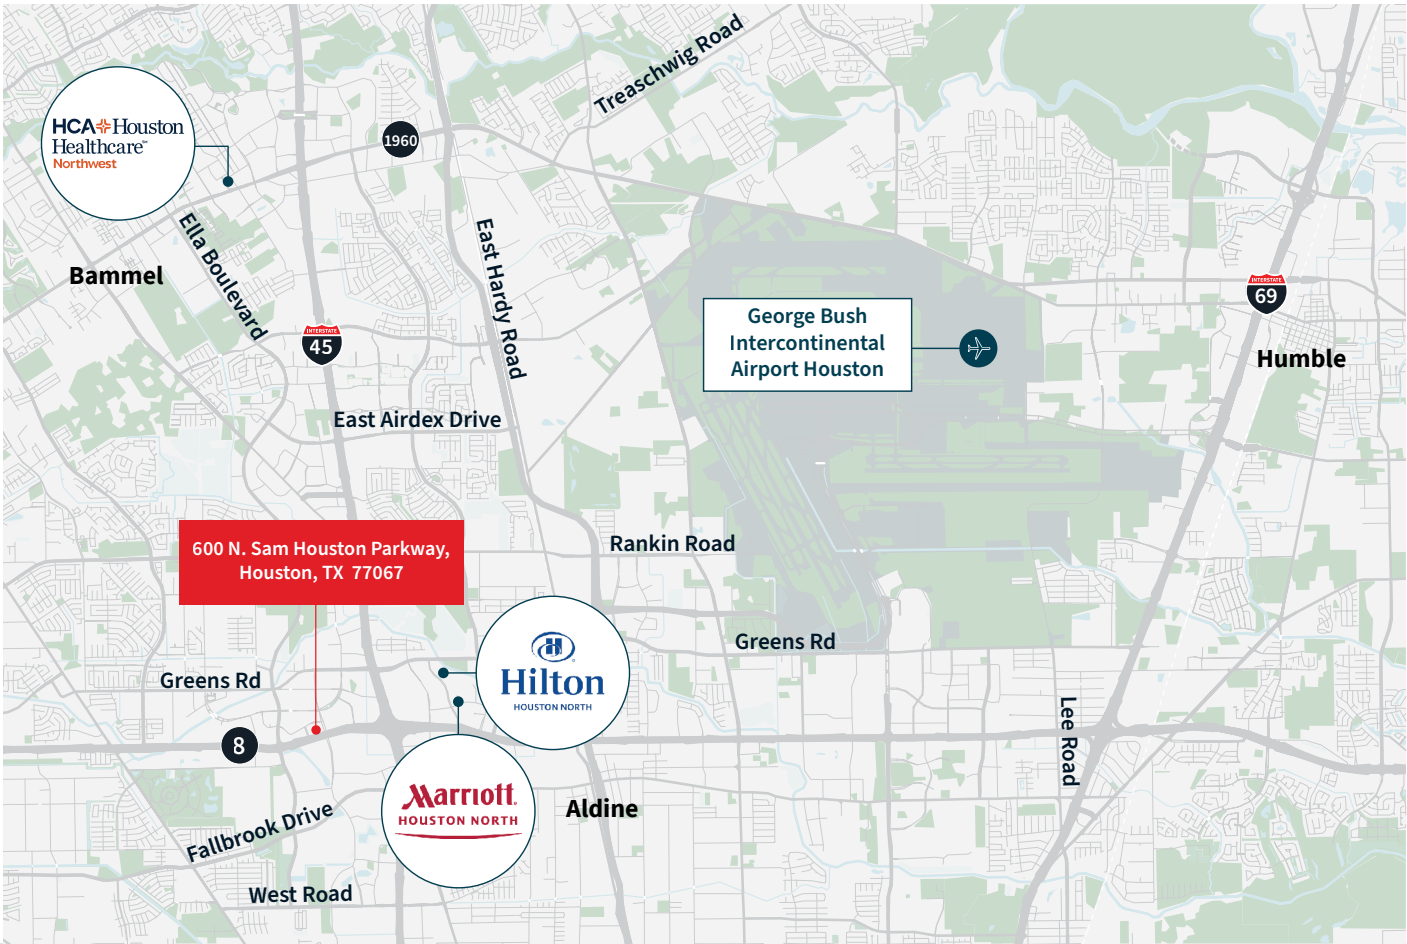 Treaschwig Road
HCA Houston
Healthcare℠
Northwest
1960
Ella Boulevard
East Hardy Road
Bammel
INTERSTATE
69
George Bush
Intercontinental
Airport Houston
INTERSTATE
45
Humble
East Airdex Drive
600 N. Sam Houston Parkway,
Houston, TX 77067
Rankin Road
Greens Rd
Hilton
HOUSTON NORTH
Greens Rd
Lee Road
8
Marriott
HOUSTON NORTH
Aldine
Fallbrook Drive
West Road